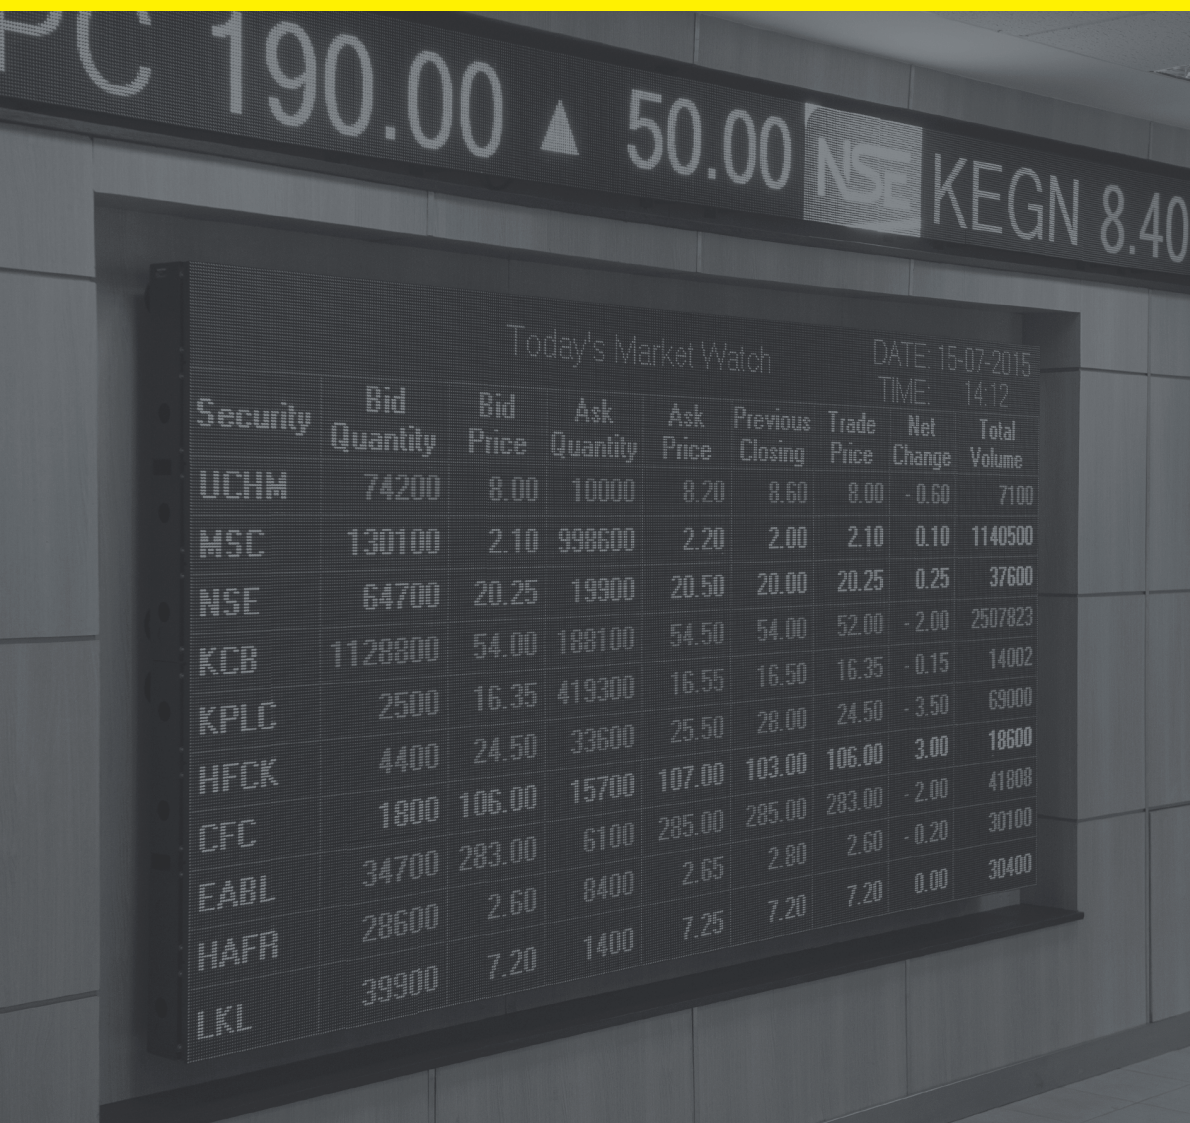 PC 190.00 ▲ 50.00 NSE KEGN 8.40
Today's Market Watch
DATE: 15-07-2015
TIME: 14:12
Security Bid Quantity Bid Price Ask Quantity Ask Price Previous Closing Trade Price Net Change Total Volume
UCHM 74200 8.00 10000 8.20 8.60 8.00 - 0.60 7100
MSC 130100 2.10 998600 2.20 2.00 2.10 0.10 1140500
NSE 64700 20.25 19900 20.50 20.00 20.25 0.25 37600
KCB 1128800 54.00 188100 54.50 54.00 52.00 - 2.00 2507823
KPLC 2500 16.35 419300 16.55 16.50 16.35 - 0.15 14002
HFCK 4400 24.50 33600 25.50 28.00 24.50 - 3.50 69000
CFC 1800 106.00 15700 107.00 103.00 106.00 3.00 18600
EABL 34700 283.00 6100 285.00 285.00 283.00 - 2.00 41808
HAFR 28600 2.60 8400 2.65 2.80 2.60 - 0.20 30100
LKL 39900 7.20 1400 7.25 7.20 7.20 0.00 30400